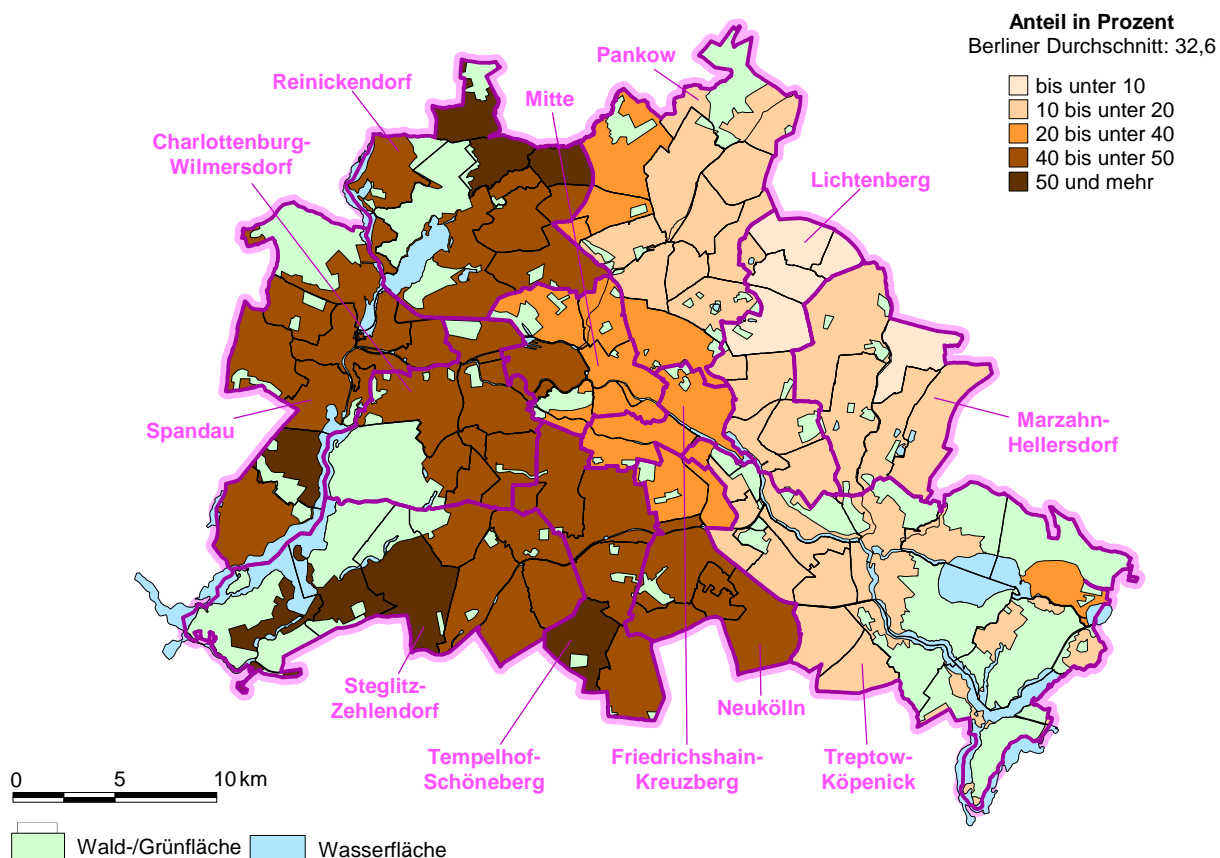 Anteil in Prozent
Berliner Durchschnitt: 32,6
bis unter 10
10 bis unter 20
20 bis unter 40
40 bis unter 50
50 und mehr
Pankow
Reinickendorf
Mitte
Charlottenburg-
Wilmersdorf
Lichtenberg
Spandau
Marzahn-
Hellersdorf
Steglitz-
Zehlendorf
Neukölln
Tempelhof-
Schöneberg
Friedrichshain-
Kreuzberg
Treptow-
Köpenick
0 5 10 km
Wald-/Grünfläche
Wasserfläche